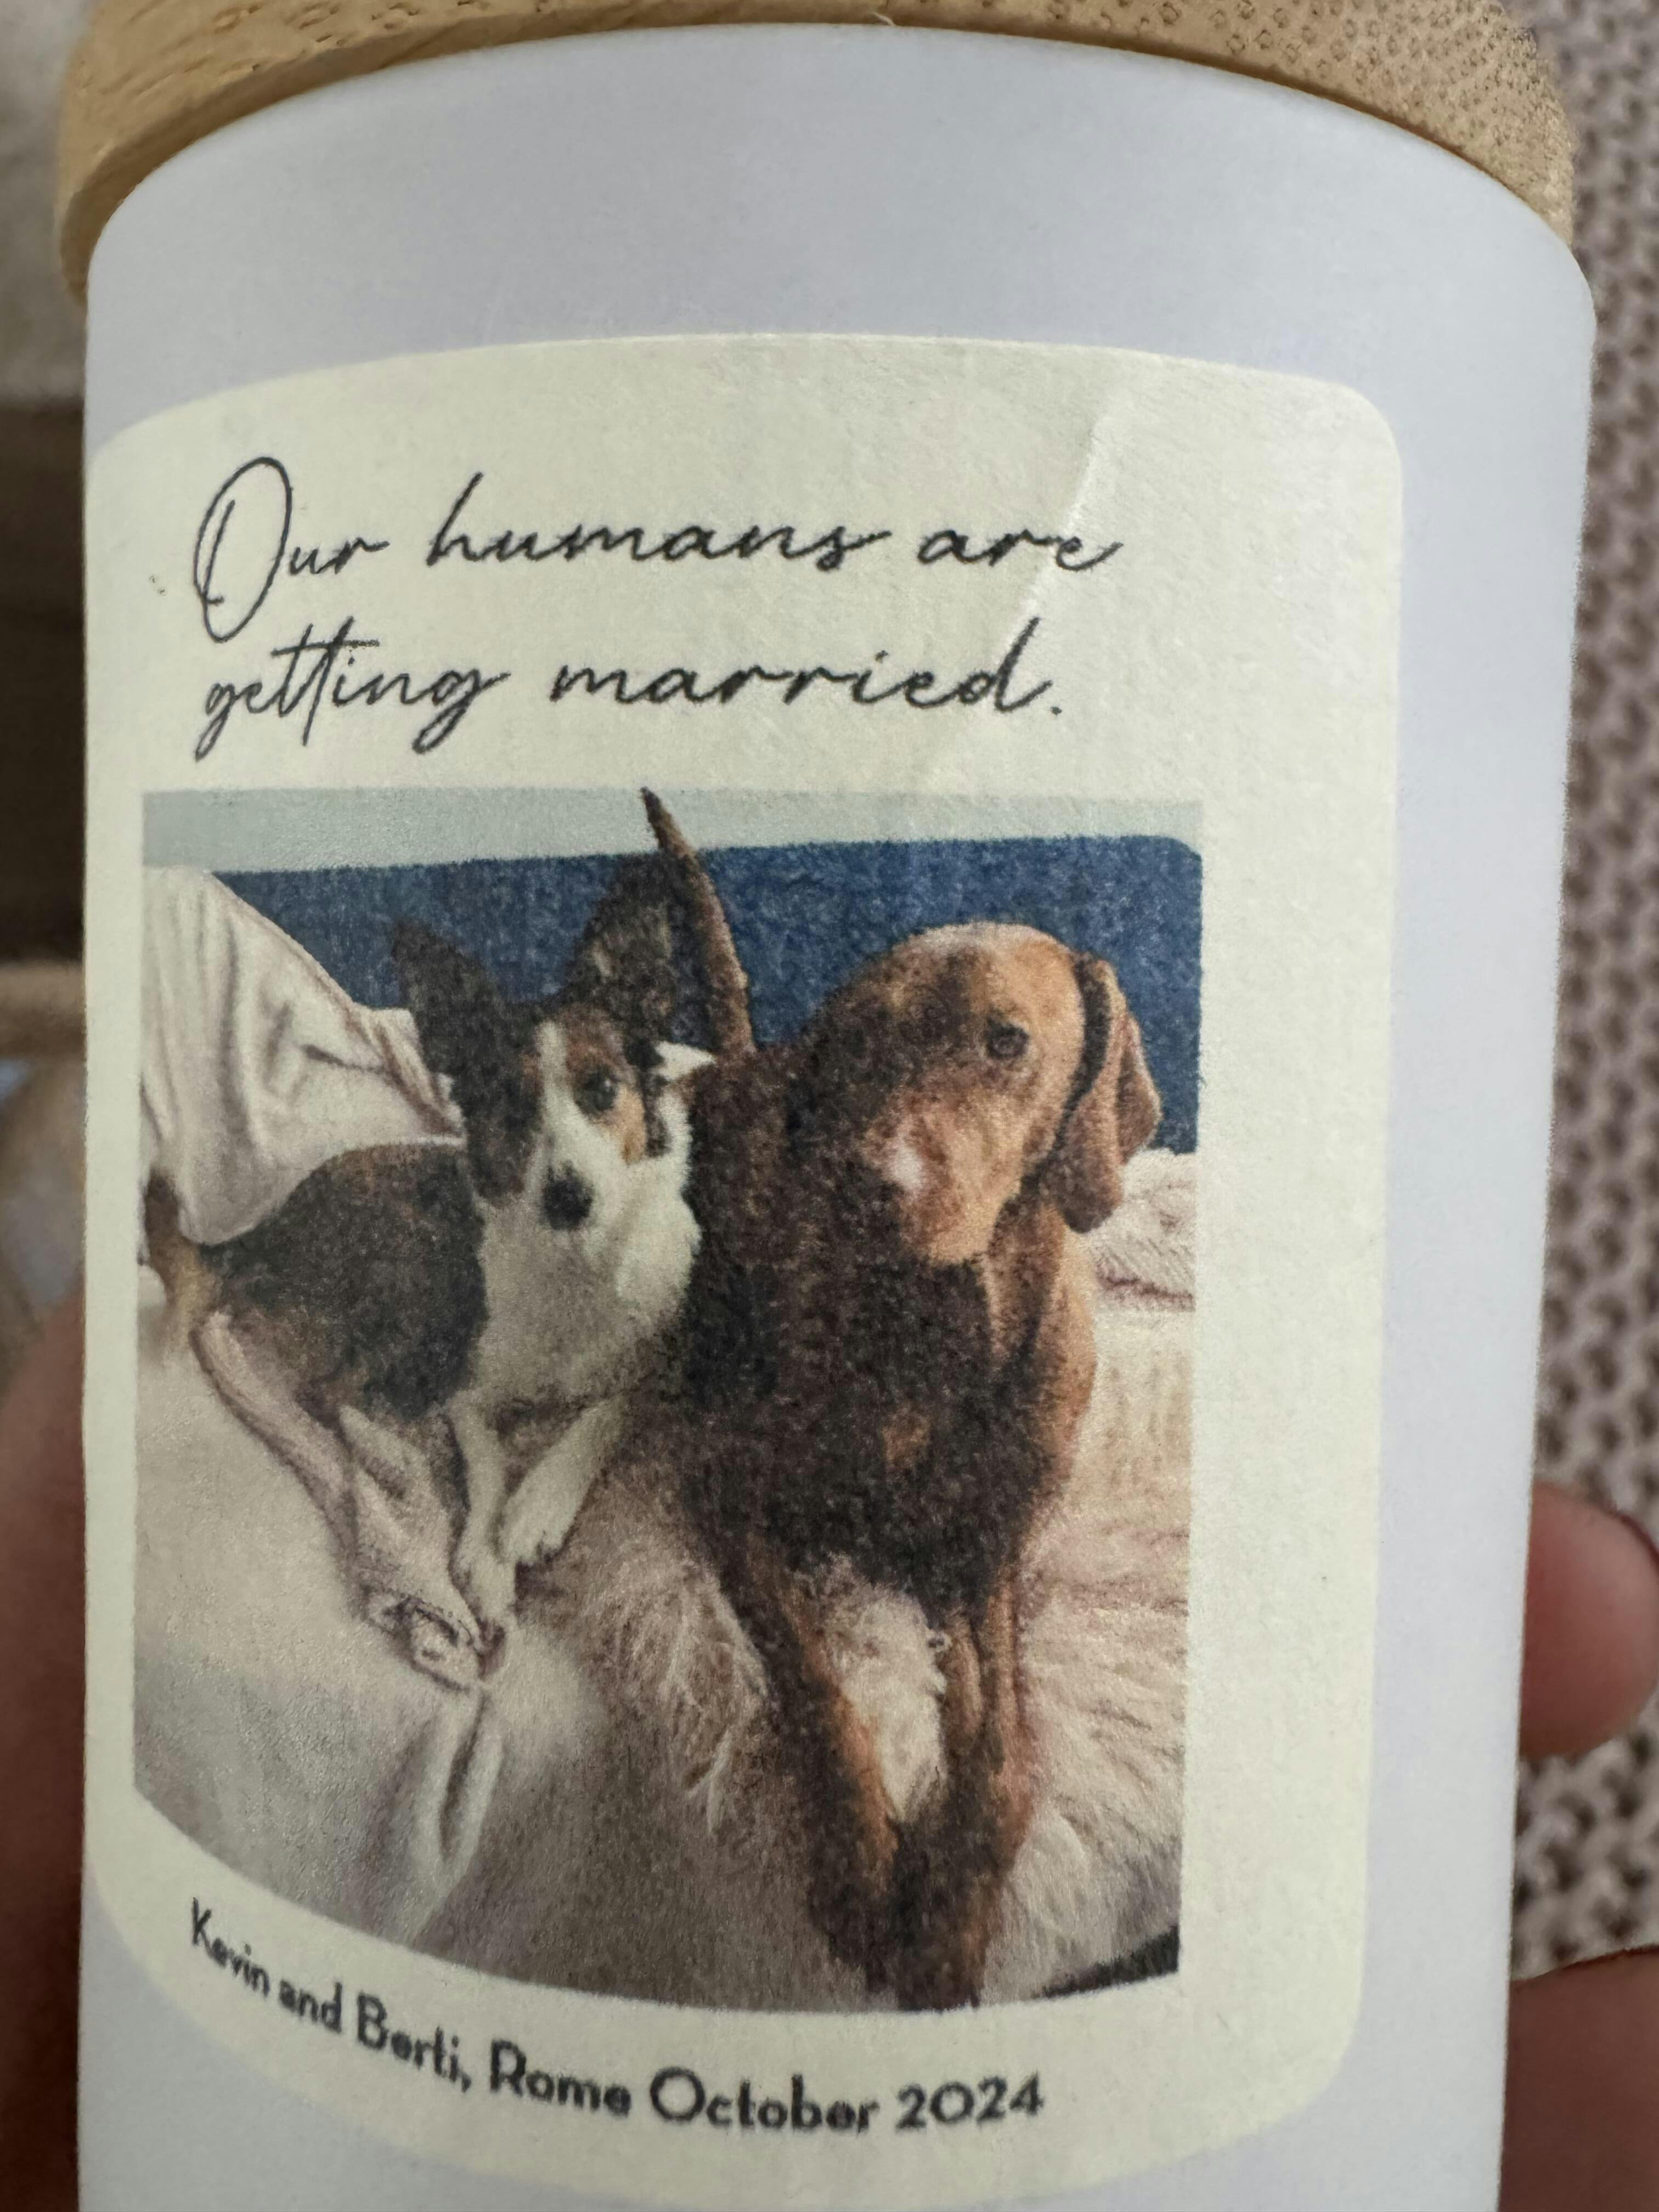 Our humans are
getting married.
Kevin and Berti, Rome October 2024